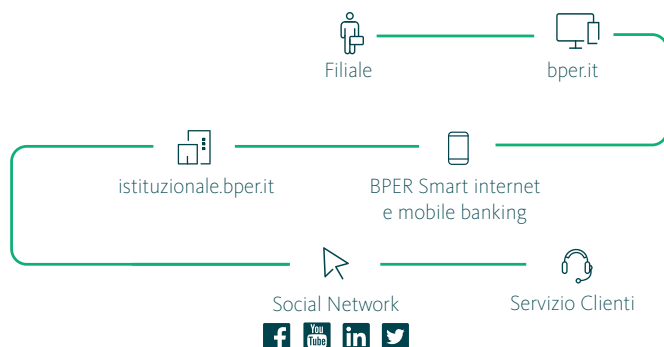 Filiale
bper.it
istituzionale.bper.it
BPER Smart internet
e mobile banking
Social Network
Servizio Clienti
f You in
Tube